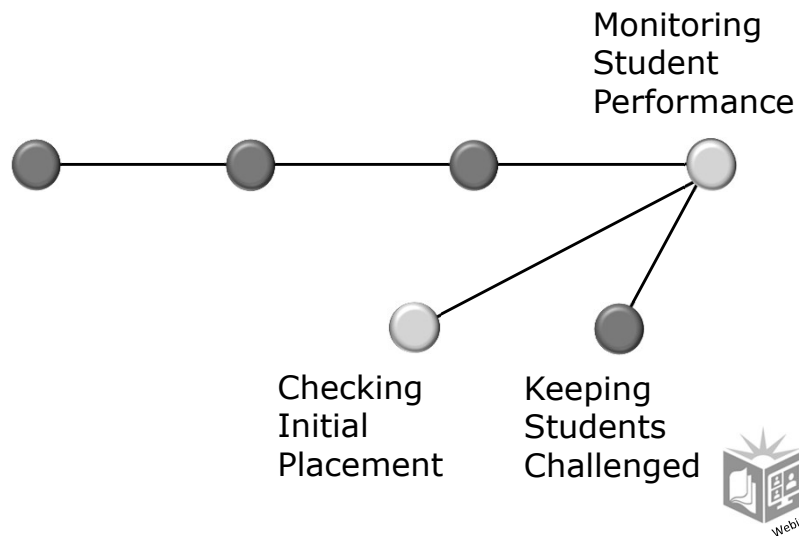 Monitoring
Student
Performance
Checking
Initial
Placement
Keeping
Students
Challenged